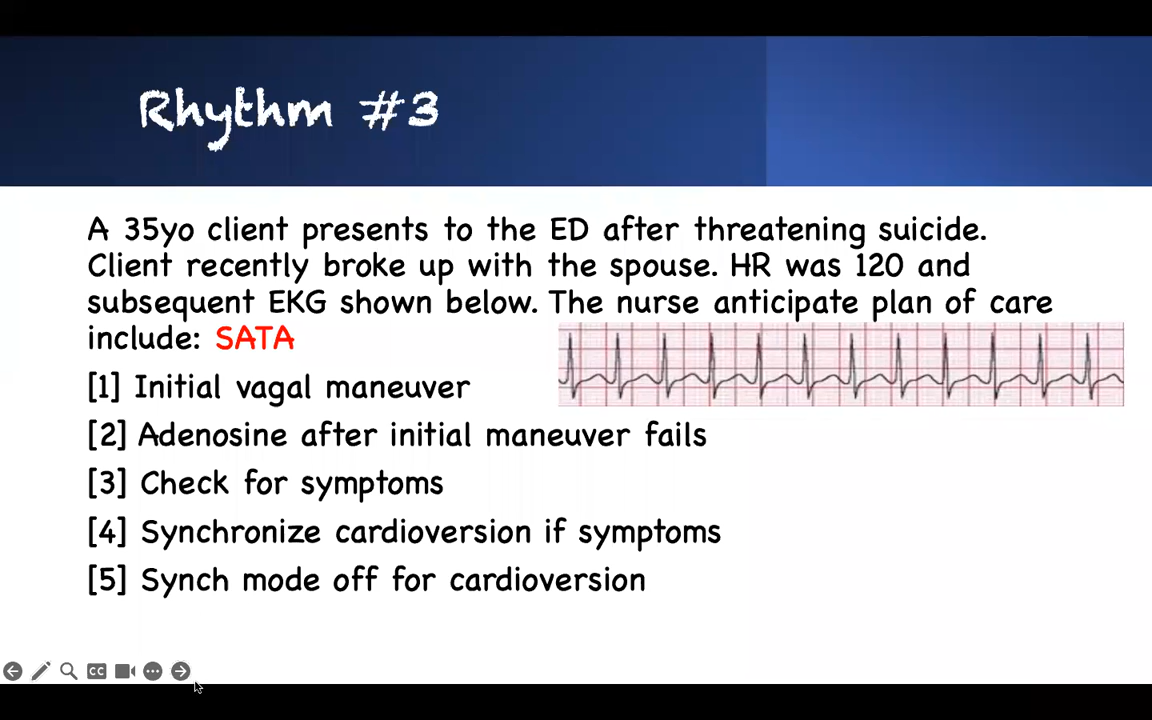 Rhythm #3
A 35yo client presents to the ED after threatening suicide.
Client recently broke up with the spouse. HR was 120 and
subsequent EKG shown below. The nurse anticipate plan of care
include: SATA
[1] Initial vagal maneuver
[2] Adenosine after initial maneuver fails
[3] Check for symptoms
[4] Synchronize cardioversion if symptoms
[5] Synch mode off for cardioversion
CC